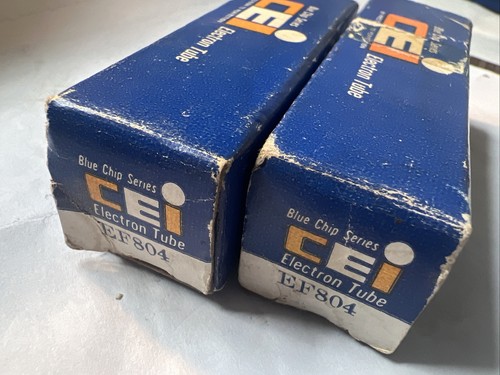 CEi
Electron Tube
CEi
Electron Tube
Blue Chip Series
CEi
Electron Tube
EF804
Blue Chip Series
CEi
Electron Tube
EF804